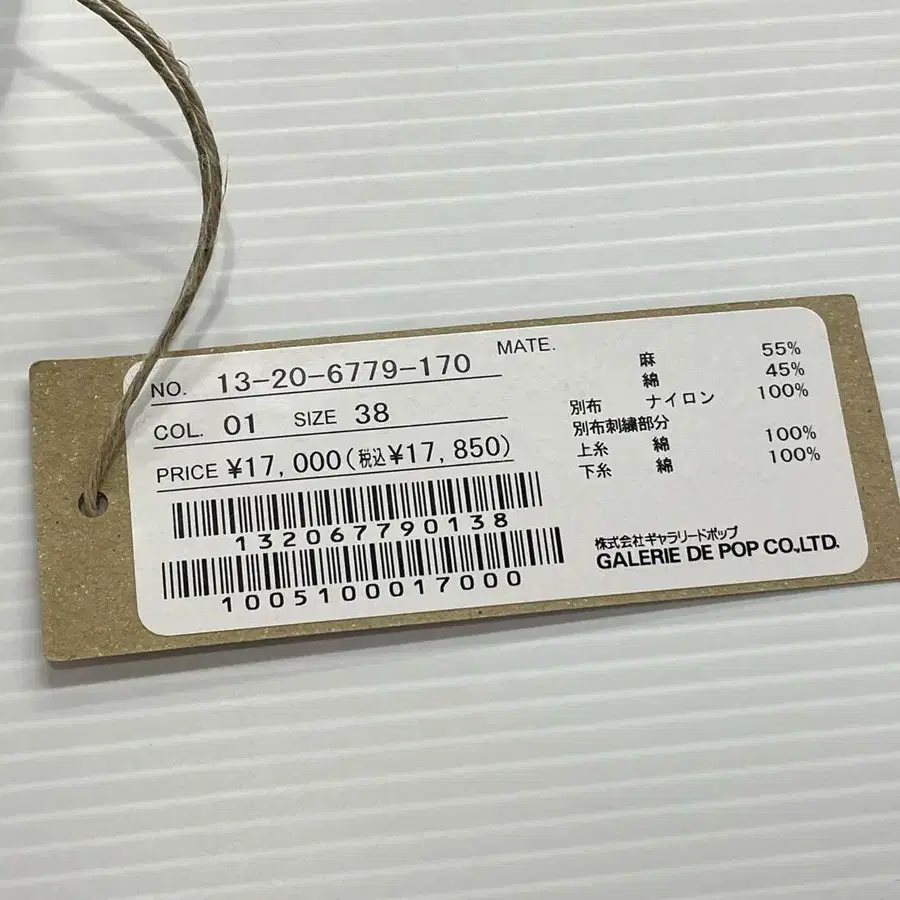 NO. 13-20-6779-170
COL. 01 SIZE 38
PRICE ¥17,000(税込¥17,850)
132067790138
1005100017000
MATE.
麻 55%
綿 45%
別布 ナイロン 100%
別布刺繍部分
上糸 綿 100%
下糸 綿 100%
株式会社ギャラリードポップ
GALERIE DE POP CO.,LTD.